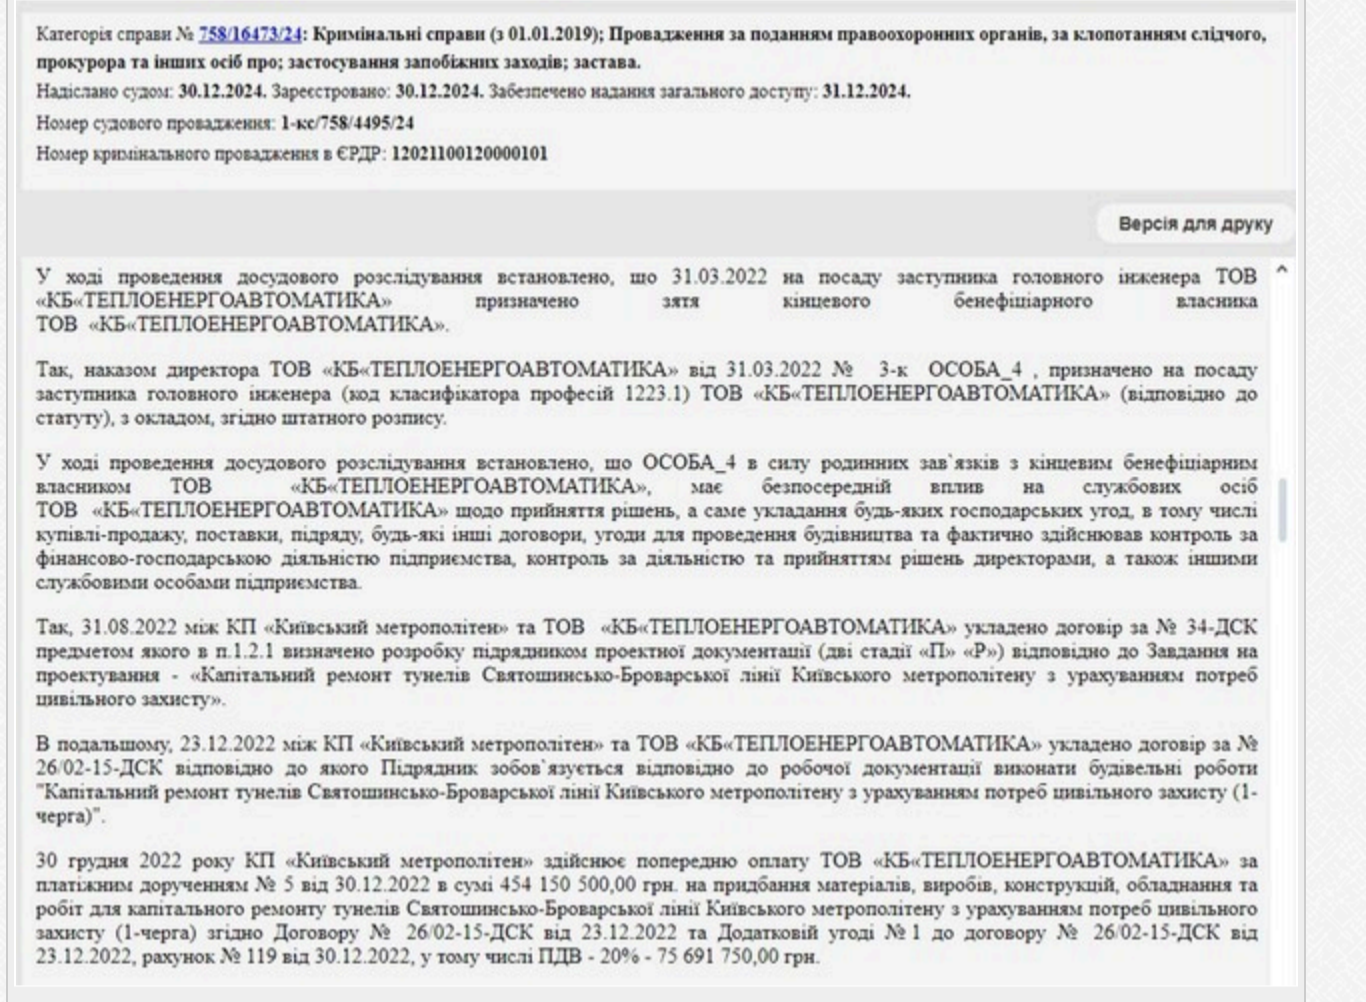 Категорія справи № 758/16473/24: Кримінальні справи (з 01.01.2019); Провадження за поданням правоохоронних органів, за клопотанням слідчого,
прокурора та інших осіб про; застосування запобіжних заходів; застава.
Надіслано судом: 30.12.2024. Зареєстровано: 30.12.2024. Забезпечено надання загального доступу: 31.12.2024.
Номер судового провадження: 1-кс/758/4495/24
Номер кримінального провадження в ЄРДР: 12021100120000101
Версія для друку
У ході проведення досудового розслідування встановлено, що 31.03.2022 на посаду заступника головного інженера ТОВ
«КБ«ТЕПЛОЕНЕРГОАВТОМАТИКА» призначено зятя кінцевого бенефіціарного власника
ТОВ «КБ«ТЕПЛОЕНЕРГОАВТОМАТИКА».
Так, наказом директора ТОВ «КБ«ТЕПЛОЕНЕРГОАВТОМАТИКА» від 31.03.2022 № 3-к ОСОБА_4 , призначено на посаду
заступника головного інженера (код класифікатора професій 1223.1) ТОВ «КБ«ТЕПЛОЕНЕРГОАВТОМАТИКА» (відповідно до
статуту), з окладом, згідно штатного розпису.
У ході проведення досудового розслідування встановлено, що ОСОБА_4 в силу родинних зав`язків з кінцевим бенефіціарним
власником ТОВ «КБ«ТЕПЛОЕНЕРГОАВТОМАТИКА», має безпосередній вплив на службових осіб
ТОВ «КБ«ТЕПЛОЕНЕРГОАВТОМАТИКА» щодо прийняття рішень, а саме укладання будь-яких господарських угод, в тому числі
купівлі-продажу, поставки, підряду, будь-які інші договори, угоди для проведення будівництва та фактично здійснював контроль за
фінансово-господарською діяльністю підприємства, контроль за діяльністю та прийняттям рішень директорами, а також іншими
службовими особами підприємства.
Так, 31.08.2022 між КП «Київський метрополітен» та ТОВ «КБ«ТЕПЛОЕНЕРГОАВТОМАТИКА» укладено договір за № 34-ДСК
предметом якого в п.1.2.1 визначено розробку підрядником проектної документації (дві стадії «П» «Р») відповідно до Завдання на
проектування - «Капітальний ремонт тунелів Святошинсько-Броварської лінії Київського метрополітену з урахуванням потреб
цивільного захисту».
В подальшому, 23.12.2022 між КП «Київський метрополітен» та ТОВ «КБ«ТЕПЛОЕНЕРГОАВТОМАТИКА» укладено договір за №
26/02-15-ДСК відповідно до якого Підрядник зобов`язується відповідно до робочої документації виконати будівельні роботи
"Капітальний ремонт тунелів Святошинсько-Броварської лінії Київського метрополітену з урахуванням потреб цивільного захисту (1-
черга)".
30 грудня 2022 року КП «Київський метрополітен» здійснює попередню оплату ТОВ «КБ«ТЕПЛОЕНЕРГОАВТОМАТИКА» за
платіжним дорученням № 5 від 30.12.2022 в сумі 454 150 500,00 грн. на придбання матеріалів, виробів, конструкцій, обладнання та
робіт для капітального ремонту тунелів Святошинсько-Броварської лінії Київського метрополітену з урахуванням потреб цивільного
захисту (1-черга) згідно Договору № 26/02-15-ДСК від 23.12.2022 та Додатковій угоді №1 до договору № 26/02-15-ДСК від
23.12.2022, рахунок № 119 від 30.12.2022, у тому числі ПДВ - 20% - 75 691 750,00 грн.